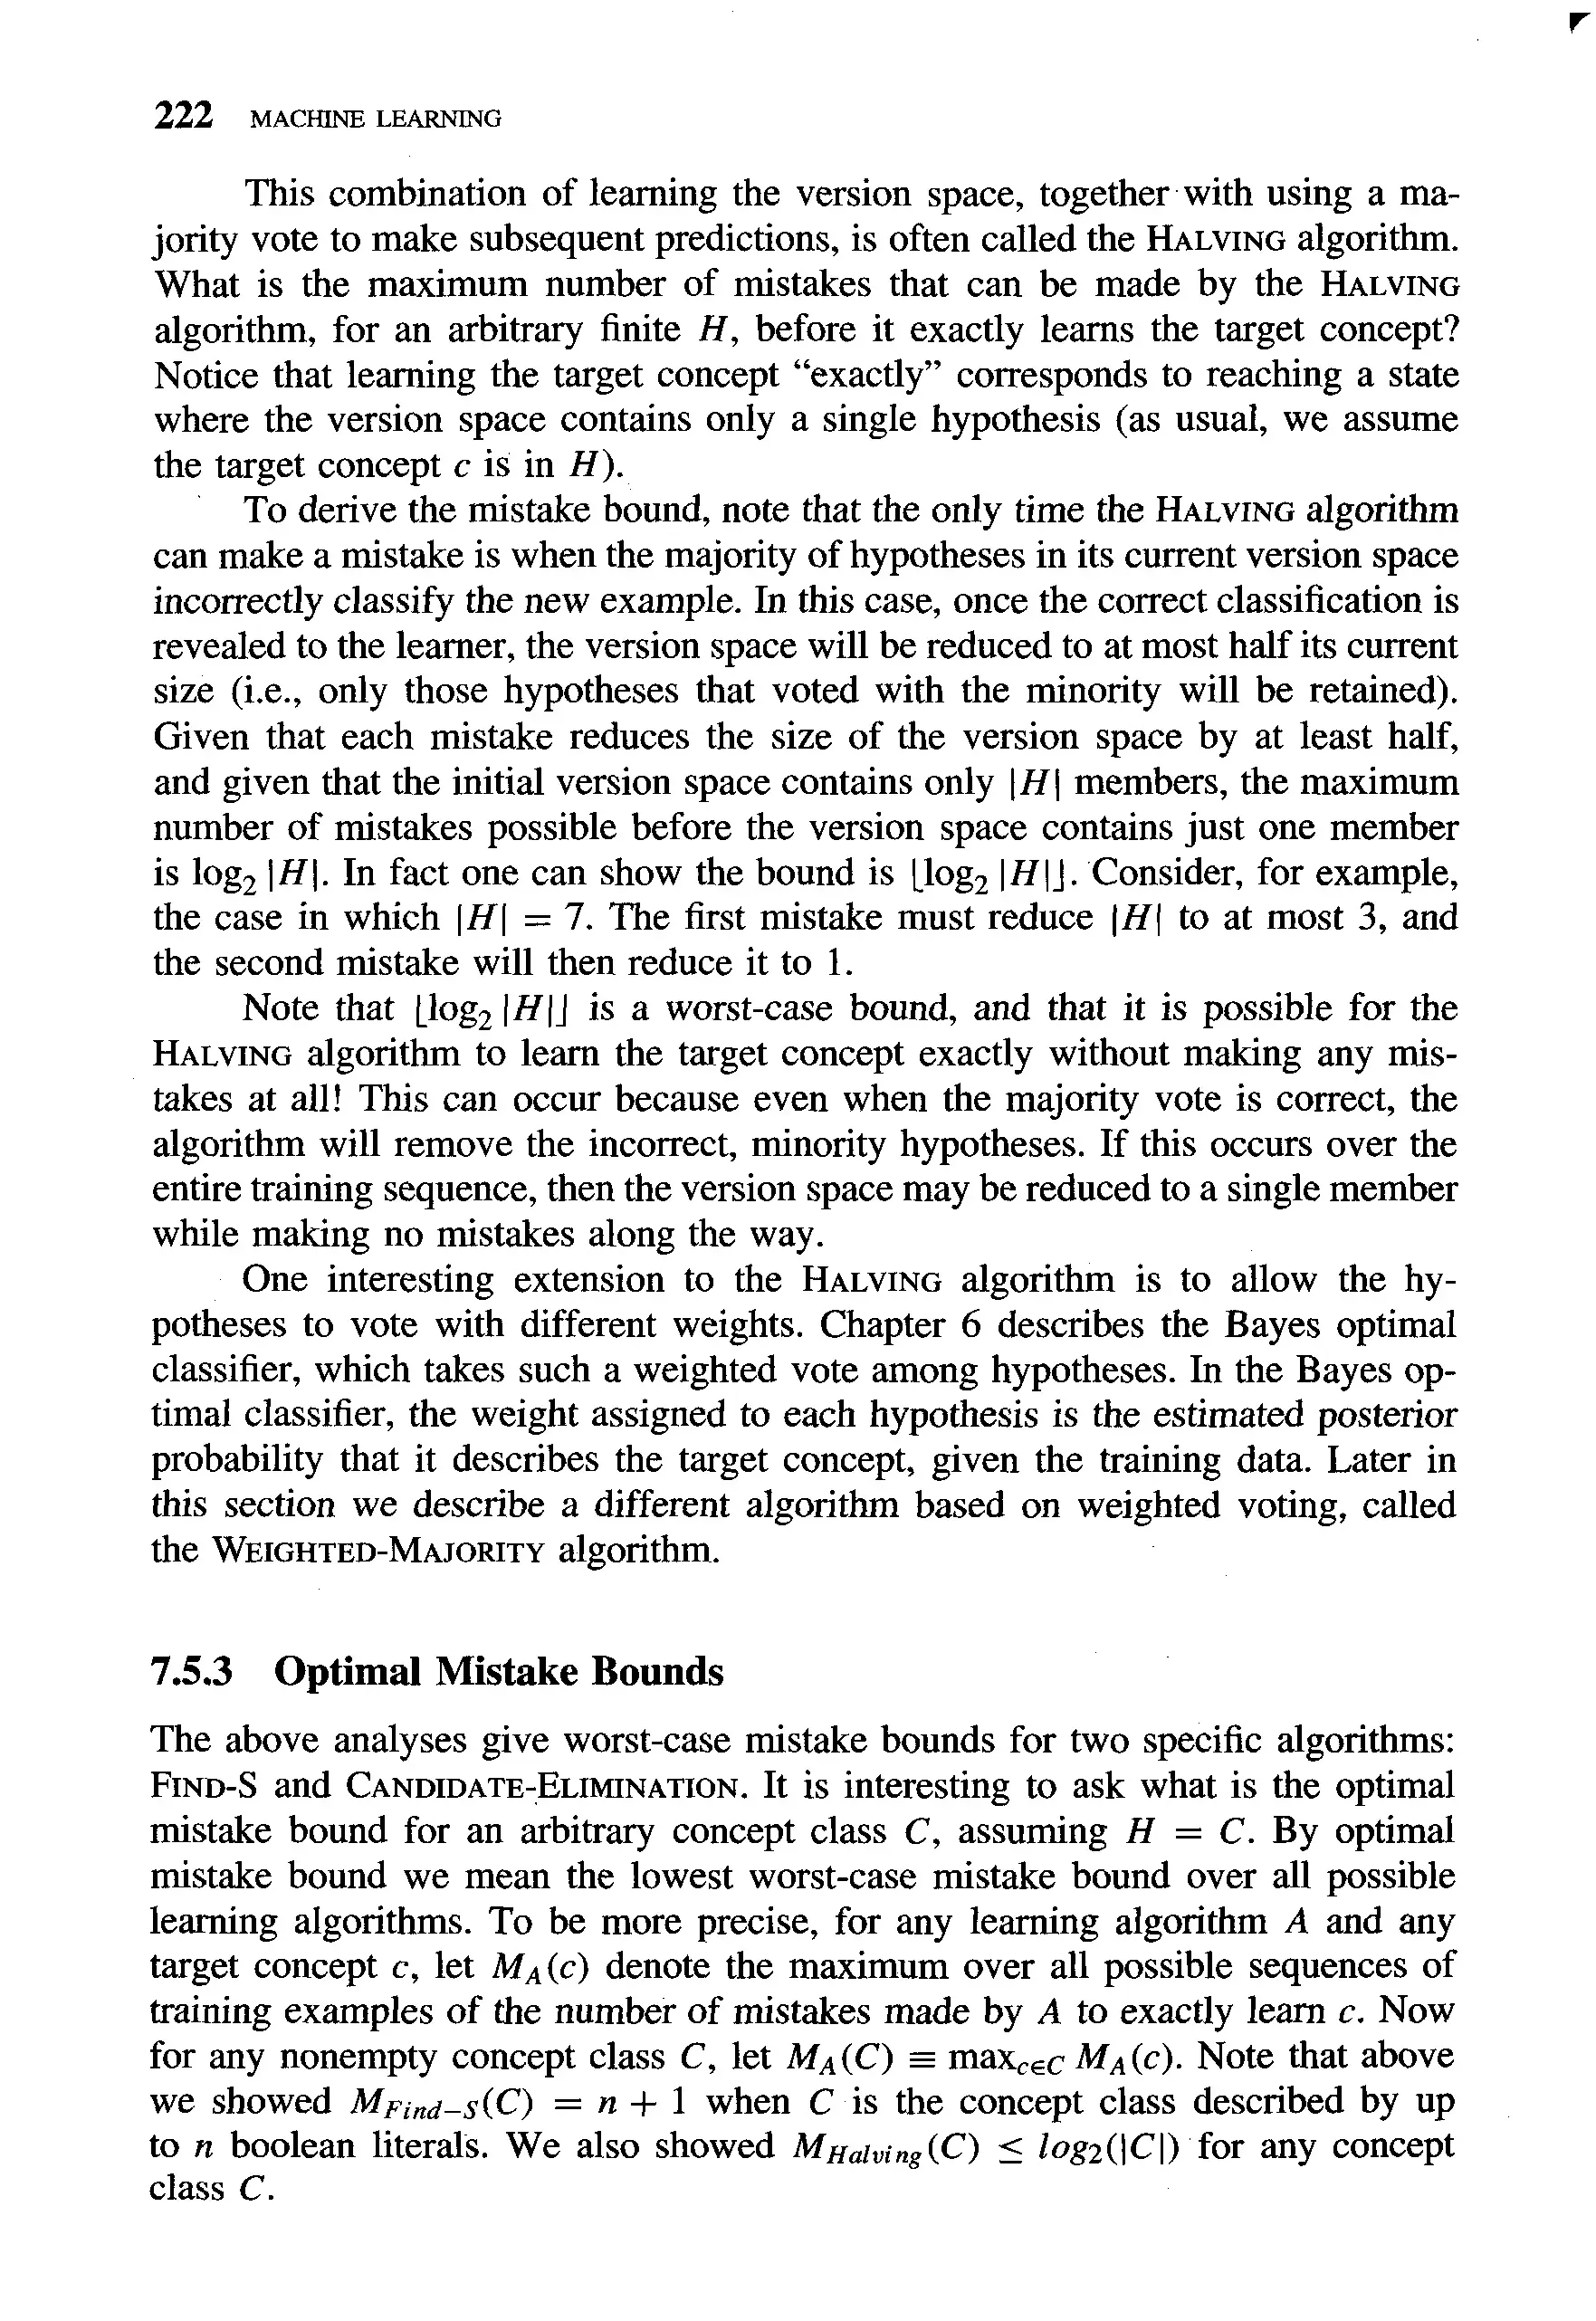 222 MACHINE LEARNING
This combination of learning the version space, together with using a ma-
jority vote to make subsequent predictions, is often called the HALVING algorithm.
What is the maximum number of mistakes that can be made by the HALVING
algorithm, for an arbitrary finite H, before it exactly learns the target concept?
Notice that learning the target concept “exactly” corresponds to reaching a state
where the version space contains only a single hypothesis (as usual, we assume
the target concept c is in H).
To derive the mistake bound, note that the only time the HALVING algorithm
can make a mistake is when the majority of hypotheses in its current version space
incorrectly classify the new example. In this case, once the correct classification is
revealed to the learner, the version space will be reduced to at most half its current
size (i.e., only those hypotheses that voted with the minority will be retained).
Given that each mistake reduces the size of the version space by at least half,
and given that the initial version space contains only |H| members, the maximum
number of mistakes possible before the version space contains just one member
is log₂ |H|. In fact one can show the bound is ⌊log₂ |H|⌋. Consider, for example,
the case in which |H| = 7. The first mistake must reduce |H| to at most 3, and
the second mistake will then reduce it to 1.
Note that ⌊log₂ |H|⌋ is a worst-case bound, and that it is possible for the
HALVING algorithm to learn the target concept exactly without making any mis-
takes at all! This can occur because even when the majority vote is correct, the
algorithm will remove the incorrect, minority hypotheses. If this occurs over the
entire training sequence, then the version space may be reduced to a single member
while making no mistakes along the way.
One interesting extension to the HALVING algorithm is to allow the hy-
potheses to vote with different weights. Chapter 6 describes the Bayes optimal
classifier, which takes such a weighted vote among hypotheses. In the Bayes op-
timal classifier, the weight assigned to each hypothesis is the estimated posterior
probability that it describes the target concept, given the training data. Later in
this section we describe a different algorithm based on weighted voting, called
the WEIGHTED-MAJORITY algorithm.
7.5.3 Optimal Mistake Bounds
The above analyses give worst-case mistake bounds for two specific algorithms:
FIND-S and CANDIDATE-ELIMINATION. It is interesting to ask what is the optimal
mistake bound for an arbitrary concept class C, assuming H = C. By optimal
mistake bound we mean the lowest worst-case mistake bound over all possible
learning algorithms. To be more precise, for any learning algorithm A and any
target concept c, let M_A(c) denote the maximum over all possible sequences of
training examples of the number of mistakes made by A to exactly learn c. Now
for any nonempty concept class C, let M_A(C) ≡ max_{c∈C} M_A(c). Note that above
we showed M_{Find-S}(C) = n + 1 when C is the concept class described by up
to n boolean literals. We also showed M_{Halving}(C) ≤ log₂(|C|) for any concept
class C.